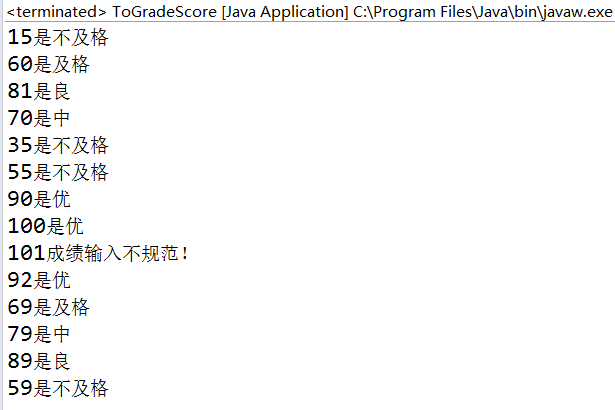 <terminated> ToGradeScore [Java Application] C:\Program Files\Java\bin\javaw.exe
15是不及格
60是及格
81是良
70是中
35是不及格
55是不及格
90是优
100是优
101成绩输入不规范!
92是优
69是及格
79是中
89是良
59是不及格